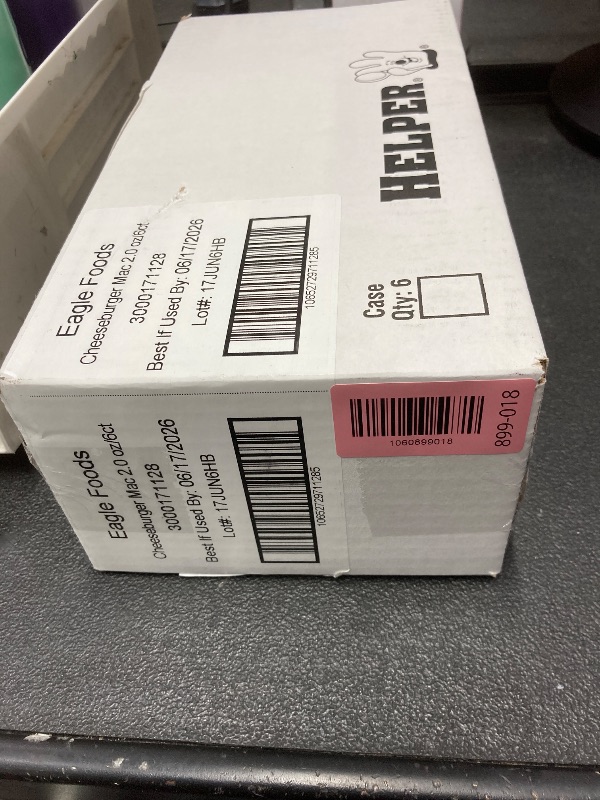 HELPER
®
®
Eagle Foods
Cheeseburger Mac 2.0 oz/6ct
3000171128
Best If Used By: 06/17/2026
Lot#: 17JUN6HB
10652729711285
Case
Qty: 6
Eagle Foods
Cheeseburger Mac 2.0 oz/6ct
3000171128
Best If Used By: 06/17/2026
Lot#: 17JUN6HB
10652729711285
1060899018
899-018